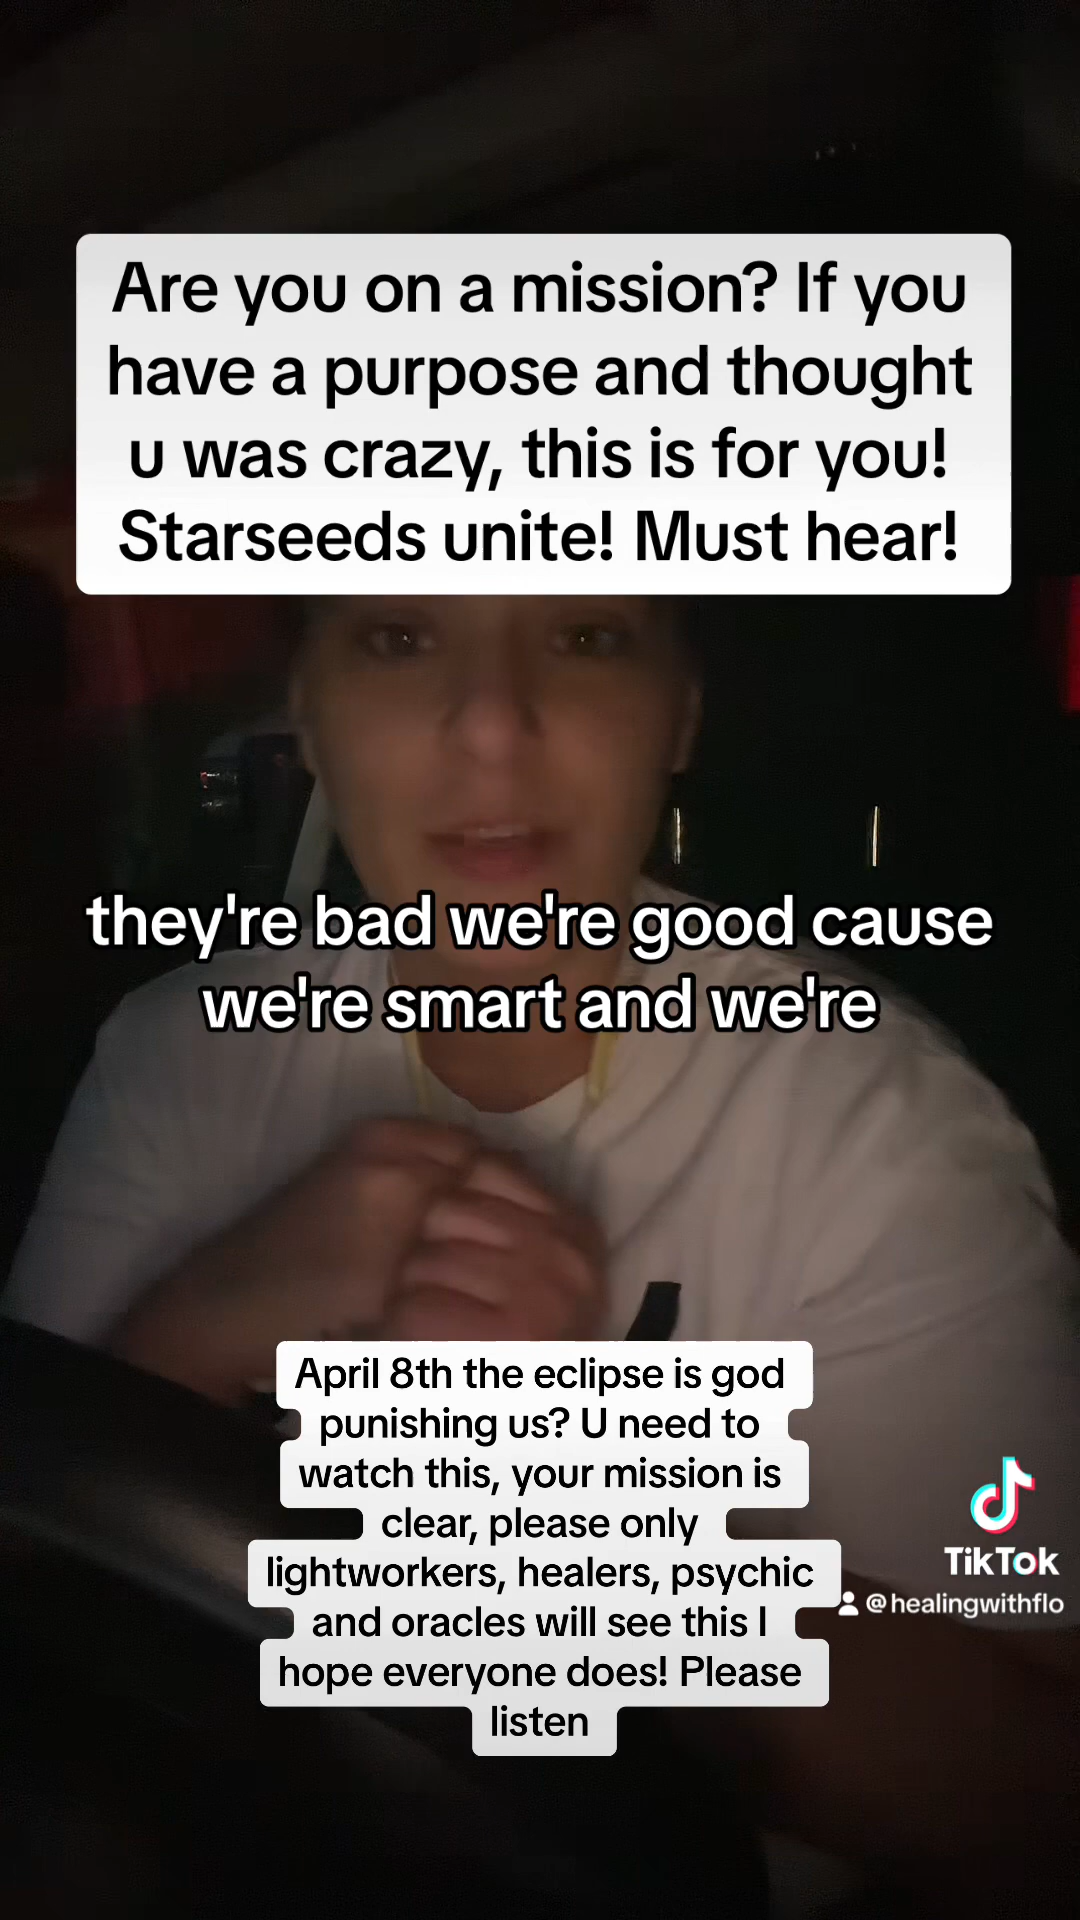 Are you on a mission? If you
have a purpose and thought
u was crazy, this is for you!
Starseeds unite! Must hear!
they're bad we're good cause
we're smart and we're
April 8th the eclipse is god
punishing us? U need to
watch this, your mission is
clear, please only
lightworkers, healers, psychic
and oracles will see this I
hope everyone does! Please
listen
TikTok
@healingwithflo